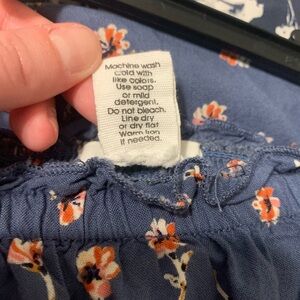 Machine wash
cold with
like colors.
Use soap
or mild
detergent.
Do not bleach.
Line dry
or dry flat
Warm Iron
if needed.